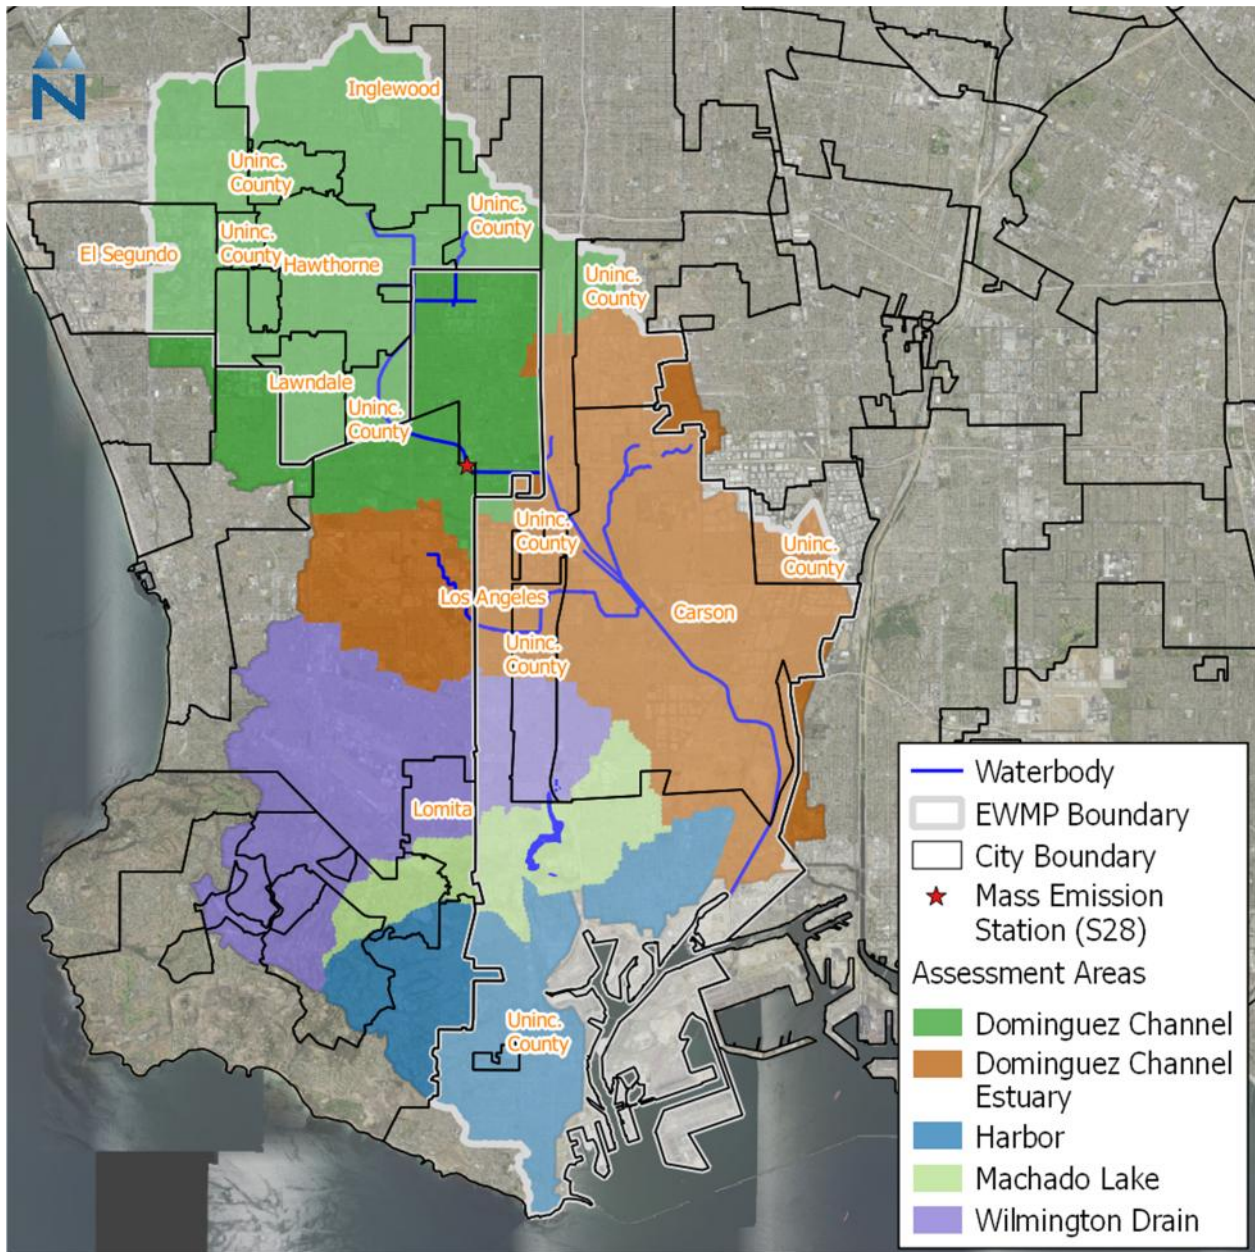 N
Inglewood
Uninc.
County
Uninc.
County
Uninc.
County
El Segundo
Hawthorne
Uninc.
County
Lawndale
Uninc.
County
Uninc.
County
Uninc.
County
Los Angeles
Carson
Uninc.
County
Lomita
Uninc.
County
Waterbody
EWMP Boundary
City Boundary
Mass Emission
Station (S28)
Assessment Areas
Dominguez Channel
Dominguez Channel
Estuary
Harbor
Machado Lake
Wilmington Drain